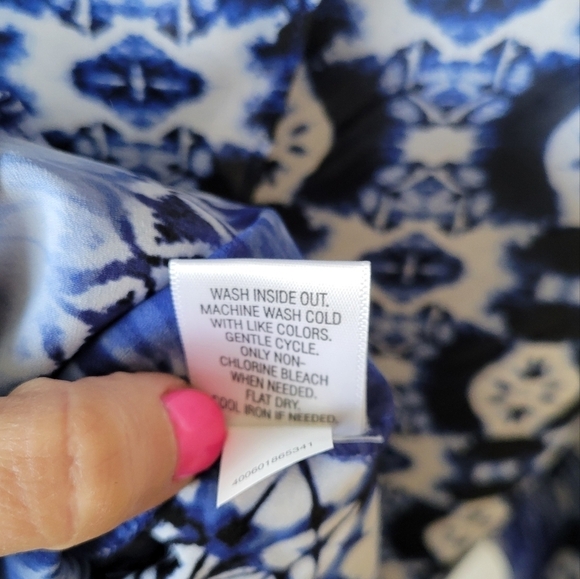 WASH INSIDE OUT.
MACHINE WASH COLD
WITH LIKE COLORS.
GENTLE CYCLE.
ONLY NON-
CHLORINE BLEACH
WHEN NEEDED.
FLAT DRY.
COOL IRON IF NEEDED.
400601865341